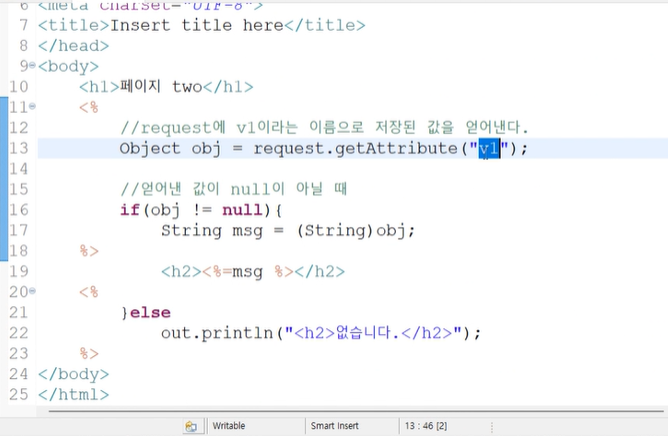 6 <meta charset="UTF-8">
7 <title>Insert title here</title>
8 </head>
9 <body>
10 <h1>페이지 two</h1>
11 <%
12 //request에 v1이라는 이름으로 저장된 값을 얻어낸다.
13 Object obj = request.getAttribute("v1");
14
15 //얻어낸 값이 null이 아닐 때
16 if(obj != null){
17 String msg = (String)obj;
18 %>
19 <h2><%=msg %></h2>
20 <%
21 }else
22 out.println("<h2>없습니다.</h2>");
23 %>
24 </body>
25 </html>
Writable Smart Insert 13 : 46 [2]